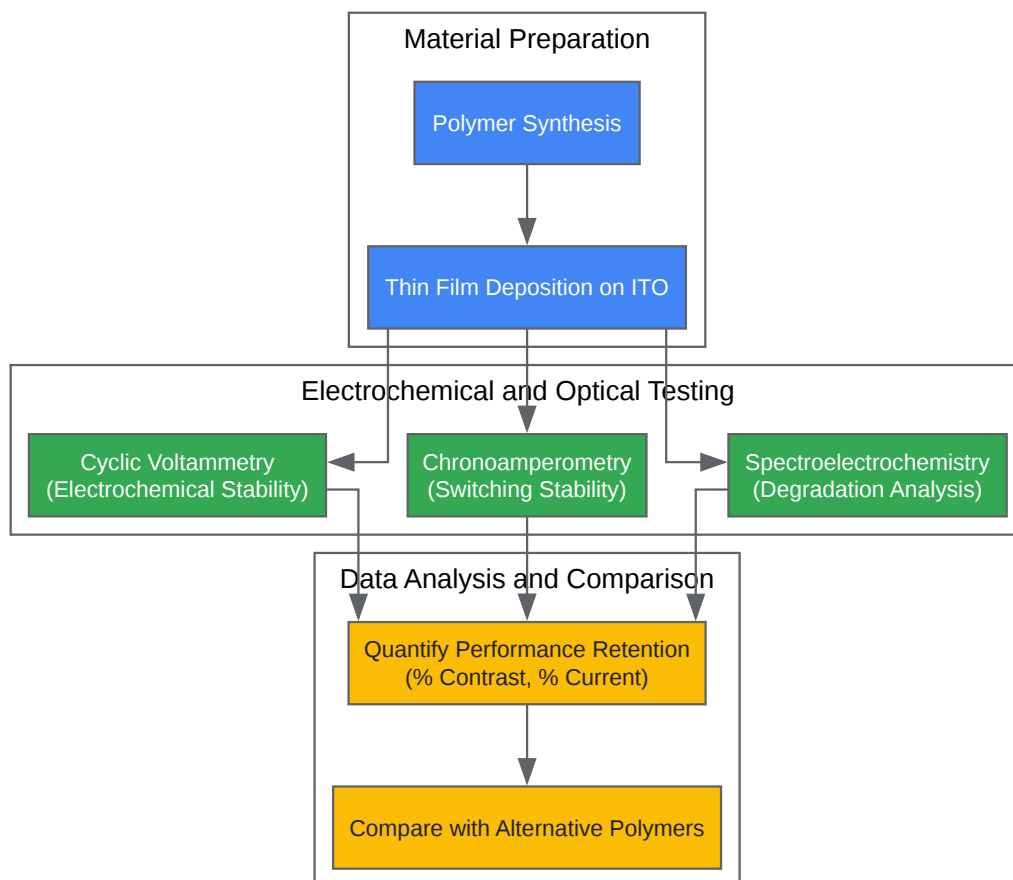 Material Preparation
Polymer Synthesis
Thin Film Deposition on ITO
Electrochemical and Optical Testing
Cyclic Voltammetry
(Electrochemical Stability)
Chronoamperometry
(Switching Stability)
Spectroelectrochemistry
(Degradation Analysis)
Data Analysis and Comparison
Quantify Performance Retention
(% Contrast, % Current)
Compare with Alternative Polymers